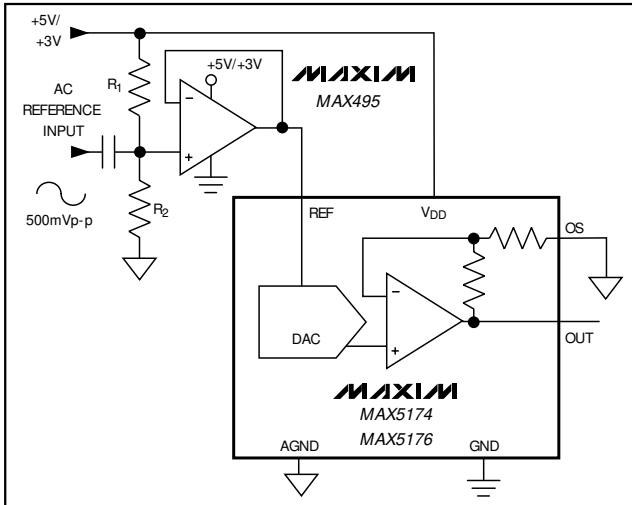 +5V/
+3V
R1
+5V/+3V
MAXIM
MAX495
AC
REFERENCE
INPUT
−
+
R2
500mVp-p
REF
VDD
OS
−
DAC
+
OUT
MAXIM
MAX5174
MAX5176
AGND
GND